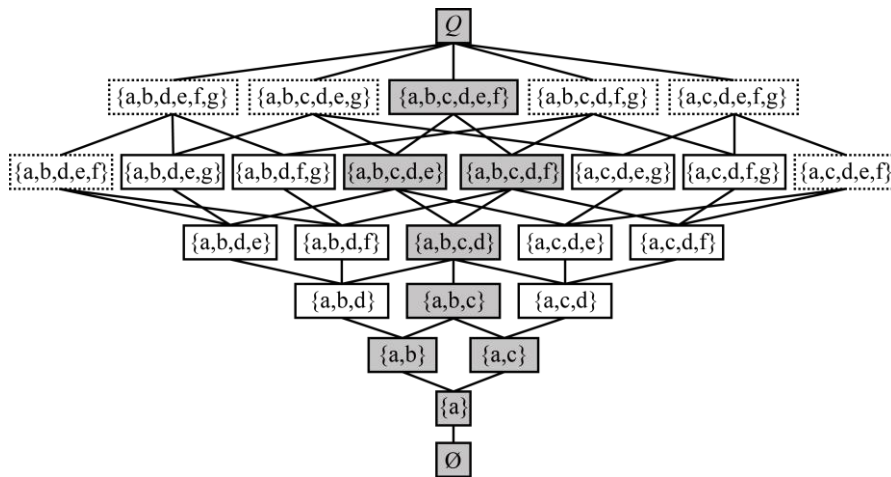 Q
{a,b,d,e,f,g} {a,b,c,d,e,g} {a,b,c,d,e,f} {a,b,c,d,f,g} {a,c,d,e,f,g}
{a,b,d,e,f} {a,b,d,e,g} {a,b,d,f,g} {a,b,c,d,e} {a,b,c,d,f} {a,c,d,e,g} {a,c,d,f,g} {a,c,d,e,f}
{a,b,d,e} {a,b,d,f} {a,b,c,d} {a,c,d,e} {a,c,d,f}
{a,b,d} {a,b,c} {a,c,d}
{a,b} {a,c}
{a}
Ø